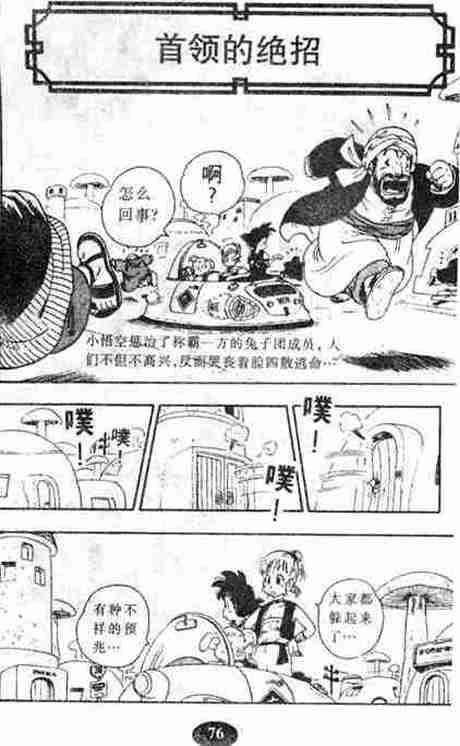 首领的绝招
啊
?
怎么
回事?
小悟空惩治了称霸一方的兔子团成员，人
们不但不高兴，反而哭丧着脸四散逃命…
噗!
噗!
噗!
噗!
大家都
躲起来
了…
有种不
祥的预
兆…
76